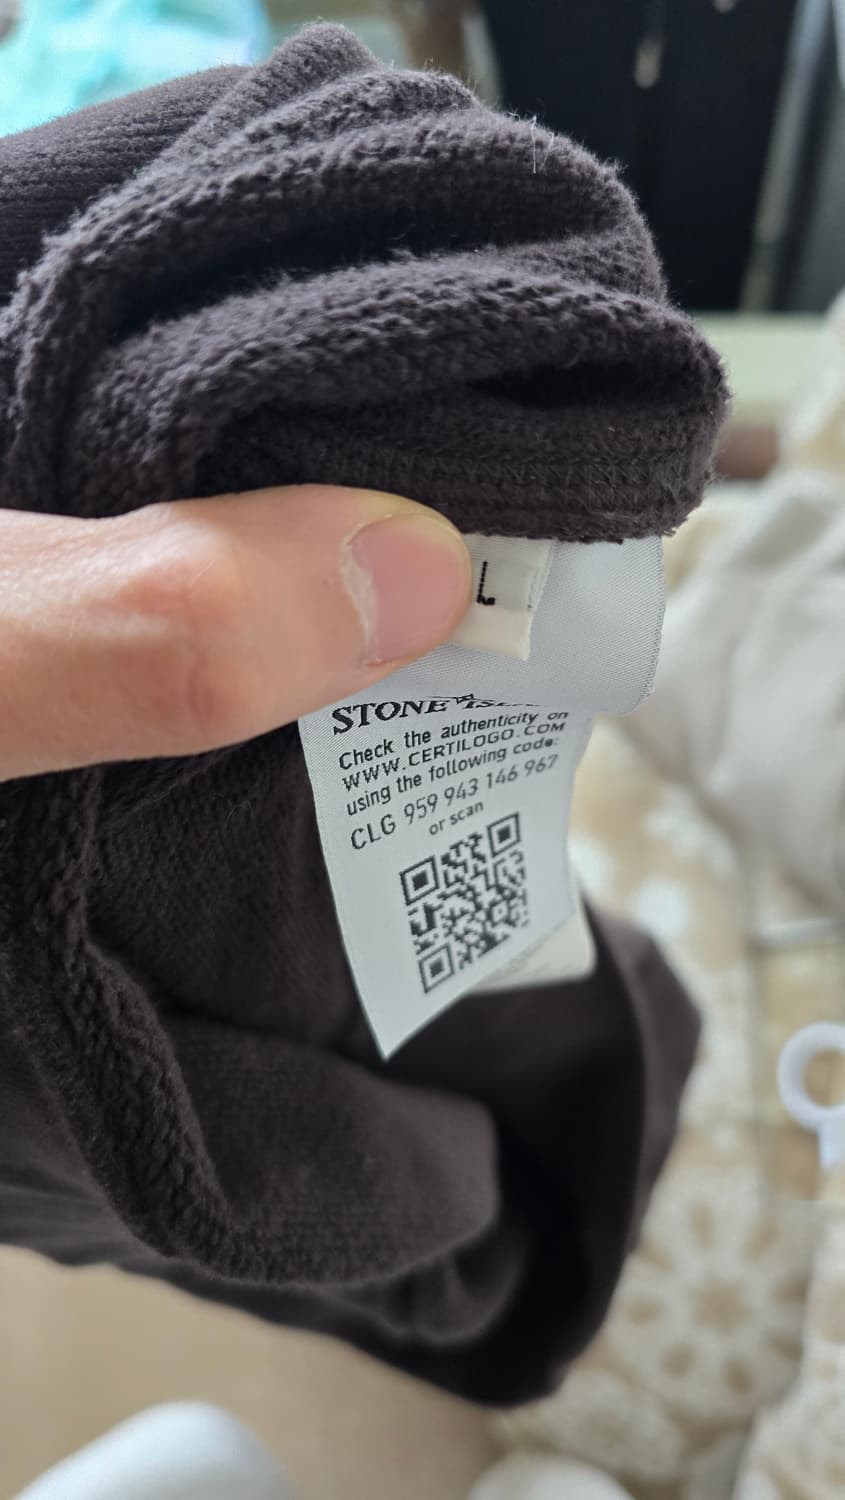 L
STONE ISLAND
Check the authenticity on
WWW.CERTILOGO.COM
using the following code:
CLG 959 943 146 967
or scan